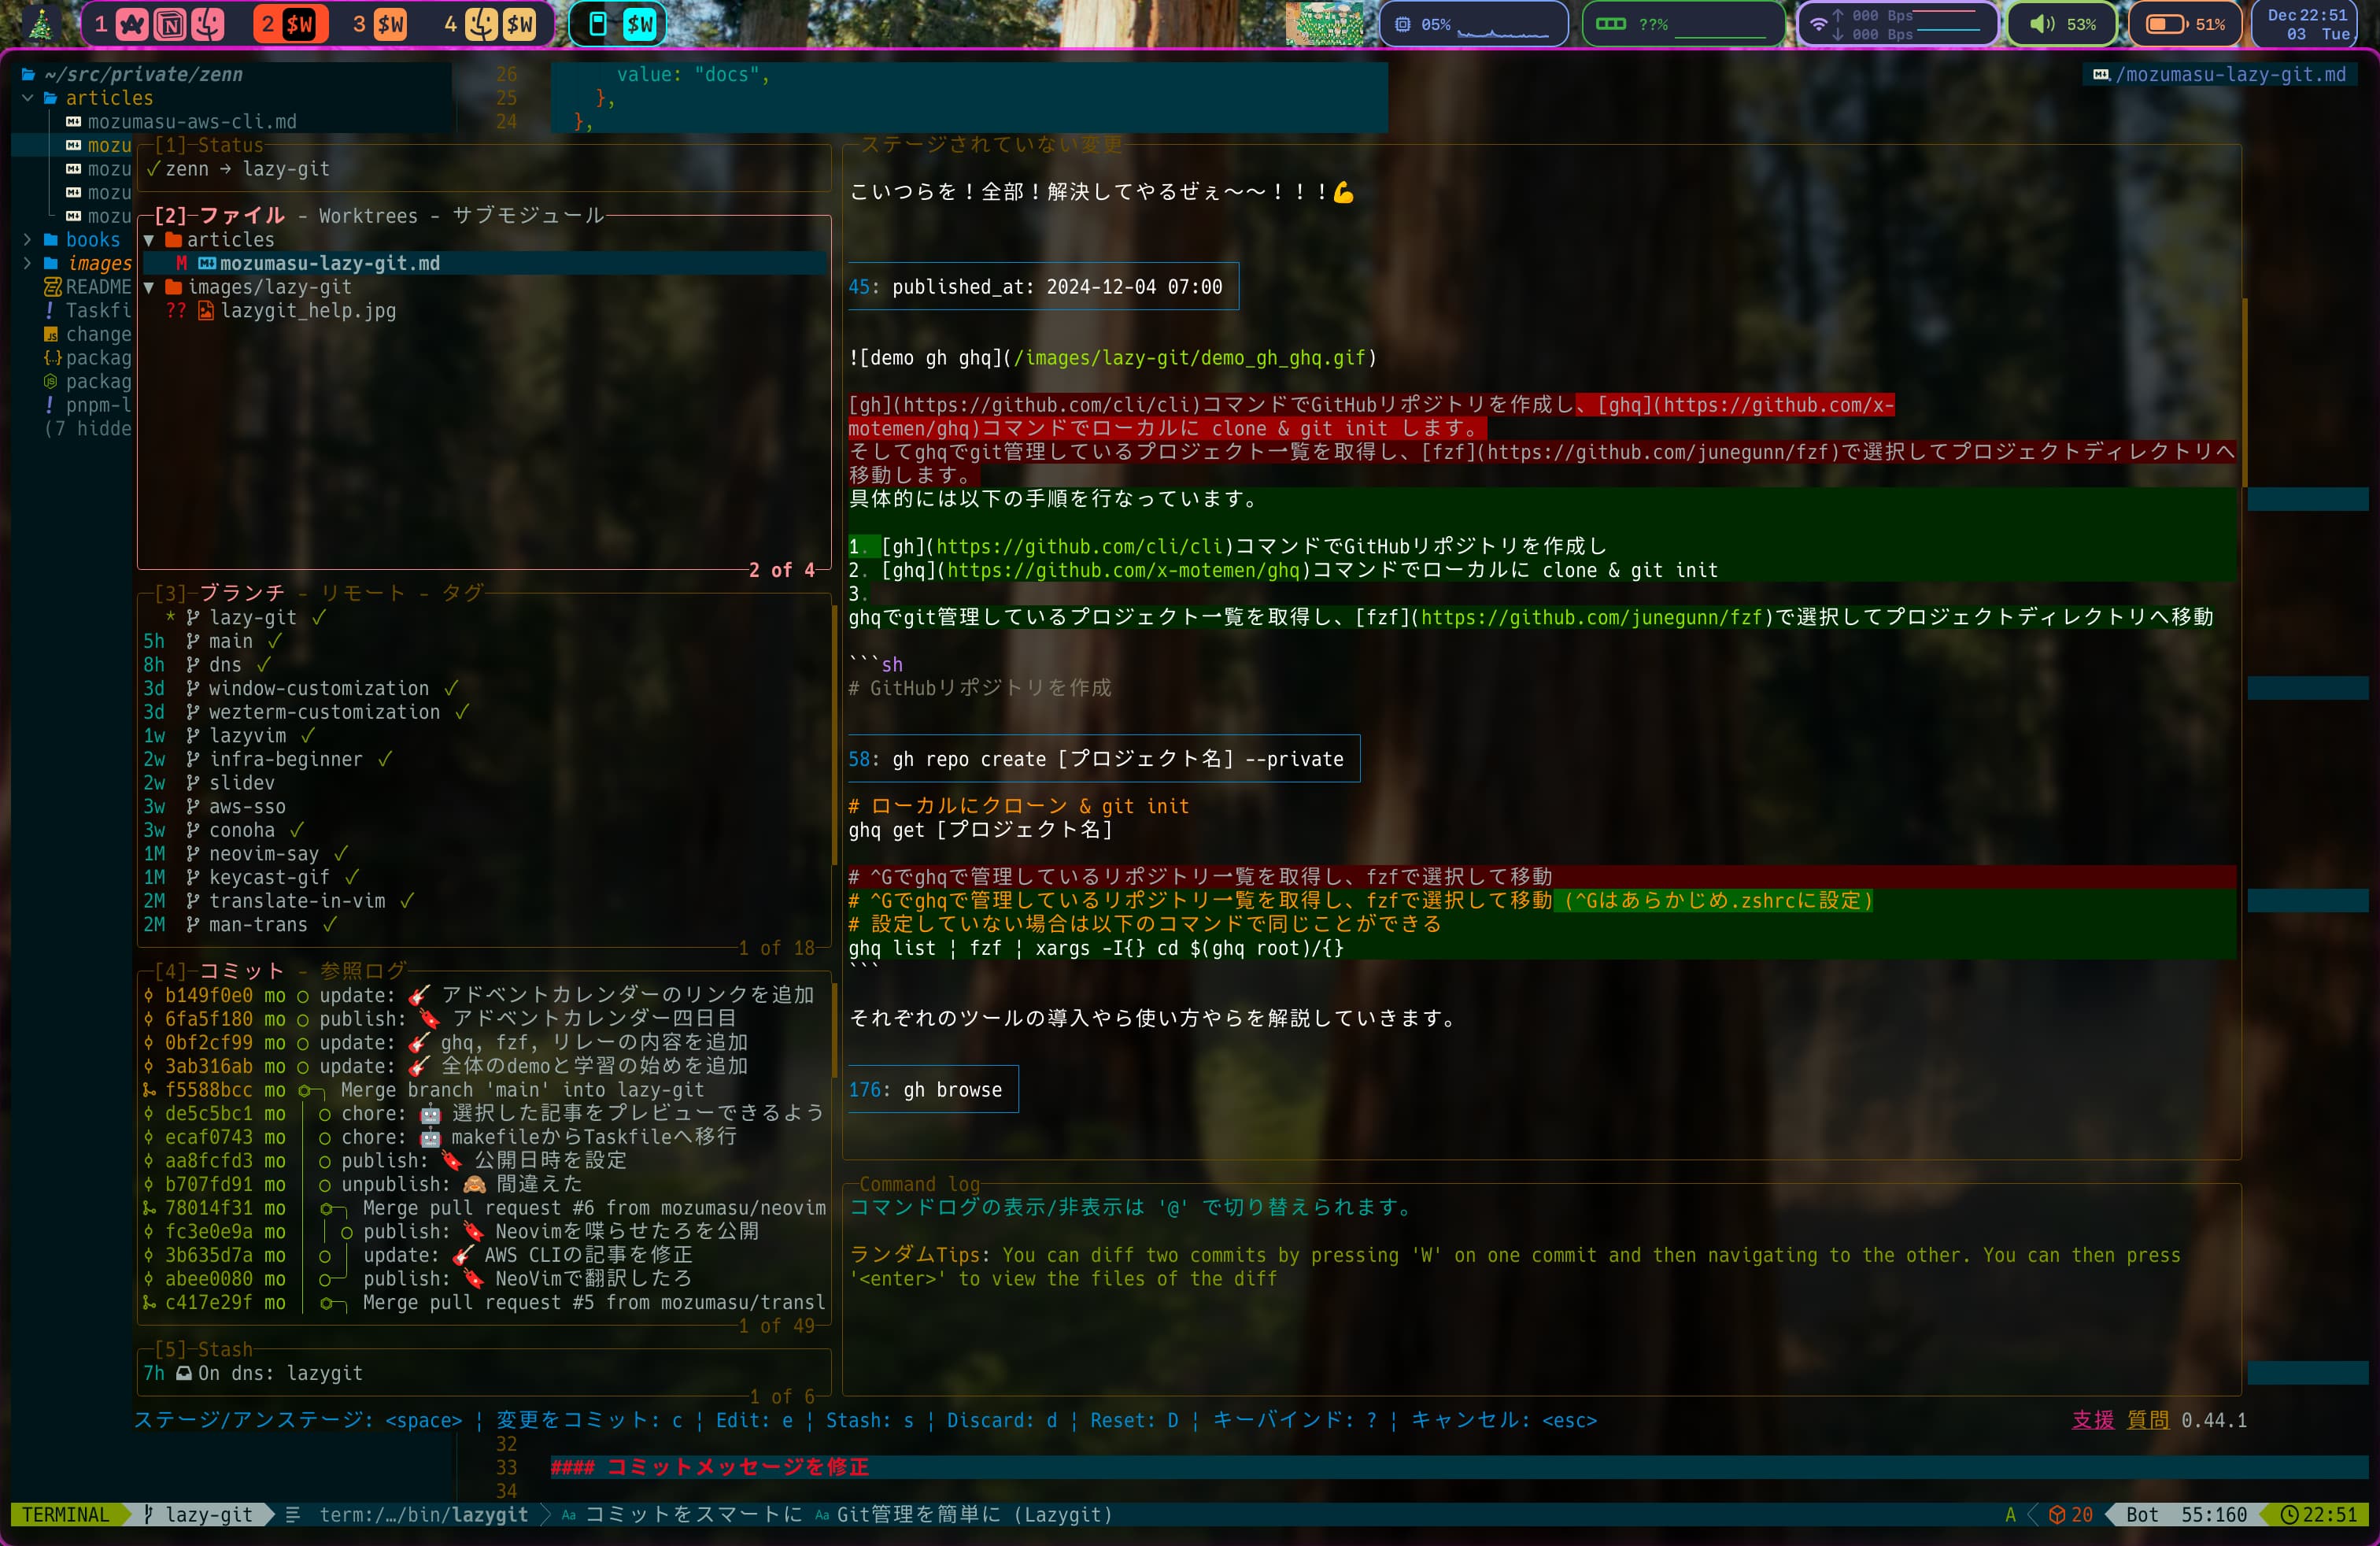 1 2 $W 3 $W 4 $W $W 05% ??% 000 Bps 53% 51% Dec 22:51
000 Bps 03 Tue
~/src/private/zenn
articles
mozumasu-aws-cli.md
mozu
mozu
mozu
mozu
books
images
README
Taskfi
change
packag
packag
pnpm-l
(7 hidde
26 value: "docs",
25 },
24 },
./mozumasu-lazy-git.md
[1] Status
✓ zenn → lazy-git
[2] ファイル - Worktrees - サブモジュール
▼ articles
M mozumasu-lazy-git.md
▼ images/lazy-git
?? lazygit_help.jpg
2 of 4
[3] ブランチ - リモート - タグ
* lazy-git ✓
5h main ✓
8h dns ✓
3d window-customization ✓
3d wezterm-customization ✓
1w lazyvim ✓
2w infra-beginner ✓
2w slidev
3w aws-sso
3w conoha ✓
1M neovim-say ✓
1M keycast-gif ✓
2M translate-in-vim ✓
2M man-trans ✓
1 of 18
[4] コミット - 参照ログ
b149f0e0 mo update: 🎸 アドベントカレンダーのリンクを追加
6fa5f180 mo publish: 🔖 アドベントカレンダー四日目
0bf2cf99 mo update: 🎸 ghq, fzf, リレーの内容を追加
3ab316ab mo update: 🎸 全体のdemoと学習の始めを追加
f5588bcc mo Merge branch 'main' into lazy-git
de5c5bc1 mo chore: 🤖 選択した記事をプレビューできるよう
ecaf0743 mo chore: 🤖 makefileからTaskfileへ移行
aa8fcfd3 mo publish: 🔖 公開日時を設定
b707fd91 mo unpublish: 🙈 間違えた
78014f31 mo Merge pull request #6 from mozumasu/neovim
fc3e0e9a mo publish: 🔖 Neovimを喋らせたろを公開
3b635d7a mo update: 🎸 AWS CLIの記事を修正
abee0080 mo publish: 🔖 NeoVimで翻訳したろ
c417e29f mo Merge pull request #5 from mozumasu/transl
1 of 49
[5] Stash
7h On dns: lazygit
1 of 6
ステージされていない変更
こいつらを！全部！解決してやるぜぇ〜〜！！！💪
45: published_at: 2024-12-04 07:00
![demo gh ghq](/images/lazy-git/demo_gh_ghq.gif)
[gh](https://github.com/cli/cli)コマンドでGitHubリポジトリを作成し、[ghq](https://github.com/x-
motemen/ghq)コマンドでローカルに clone & git init します。
そしてghqでgit管理しているプロジェクト一覧を取得し、[fzf](https://github.com/junegunn/fzf)で選択してプロジェクトディレクトリへ
移動します。
具体的には以下の手順を行なっています。
1. [gh](https://github.com/cli/cli)コマンドでGitHubリポジトリを作成し
2. [ghq](https://github.com/x-motemen/ghq)コマンドでローカルに clone & git init
3.
ghqでgit管理しているプロジェクト一覧を取得し、[fzf](https://github.com/junegunn/fzf)で選択してプロジェクトディレクトリへ移動
```sh
# GitHubリポジトリを作成
58: gh repo create [プロジェクト名] --private
# ローカルにクローン & git init
ghq get [プロジェクト名]
# ^Gでghqで管理しているリポジトリ一覧を取得し、fzfで選択して移動
# ^Gでghqで管理しているリポジトリ一覧を取得し、fzfで選択して移動 (^Gはあらかじめ.zshrcに設定)
# 設定していない場合は以下のコマンドで同じことができる
ghq list ¦ fzf ¦ xargs -I{} cd $(ghq root)/{}
```
それぞれのツールの導入やら使い方やらを解説していきます。
176: gh browse
Command log
コマンドログの表示/非表示は '@' で切り替えられます。
ランダムTips: You can diff two commits by pressing 'W' on one commit and then navigating to the other. You can then press
'<enter>' to view the files of the diff
ステージ/アンステージ: <space> ¦ 変更をコミット: c ¦ Edit: e ¦ Stash: s ¦ Discard: d ¦ Reset: D ¦ キーバインド: ? ¦ キャンセル: <esc> 支援 質問 0.44.1
32
33 #### コミットメッセージを修正
34
TERMINAL lazy-git term:/…/bin/lazygit Aa コミットをスマートに Aa Git管理を簡単に (Lazygit) A 20 Bot 55:160 22:51